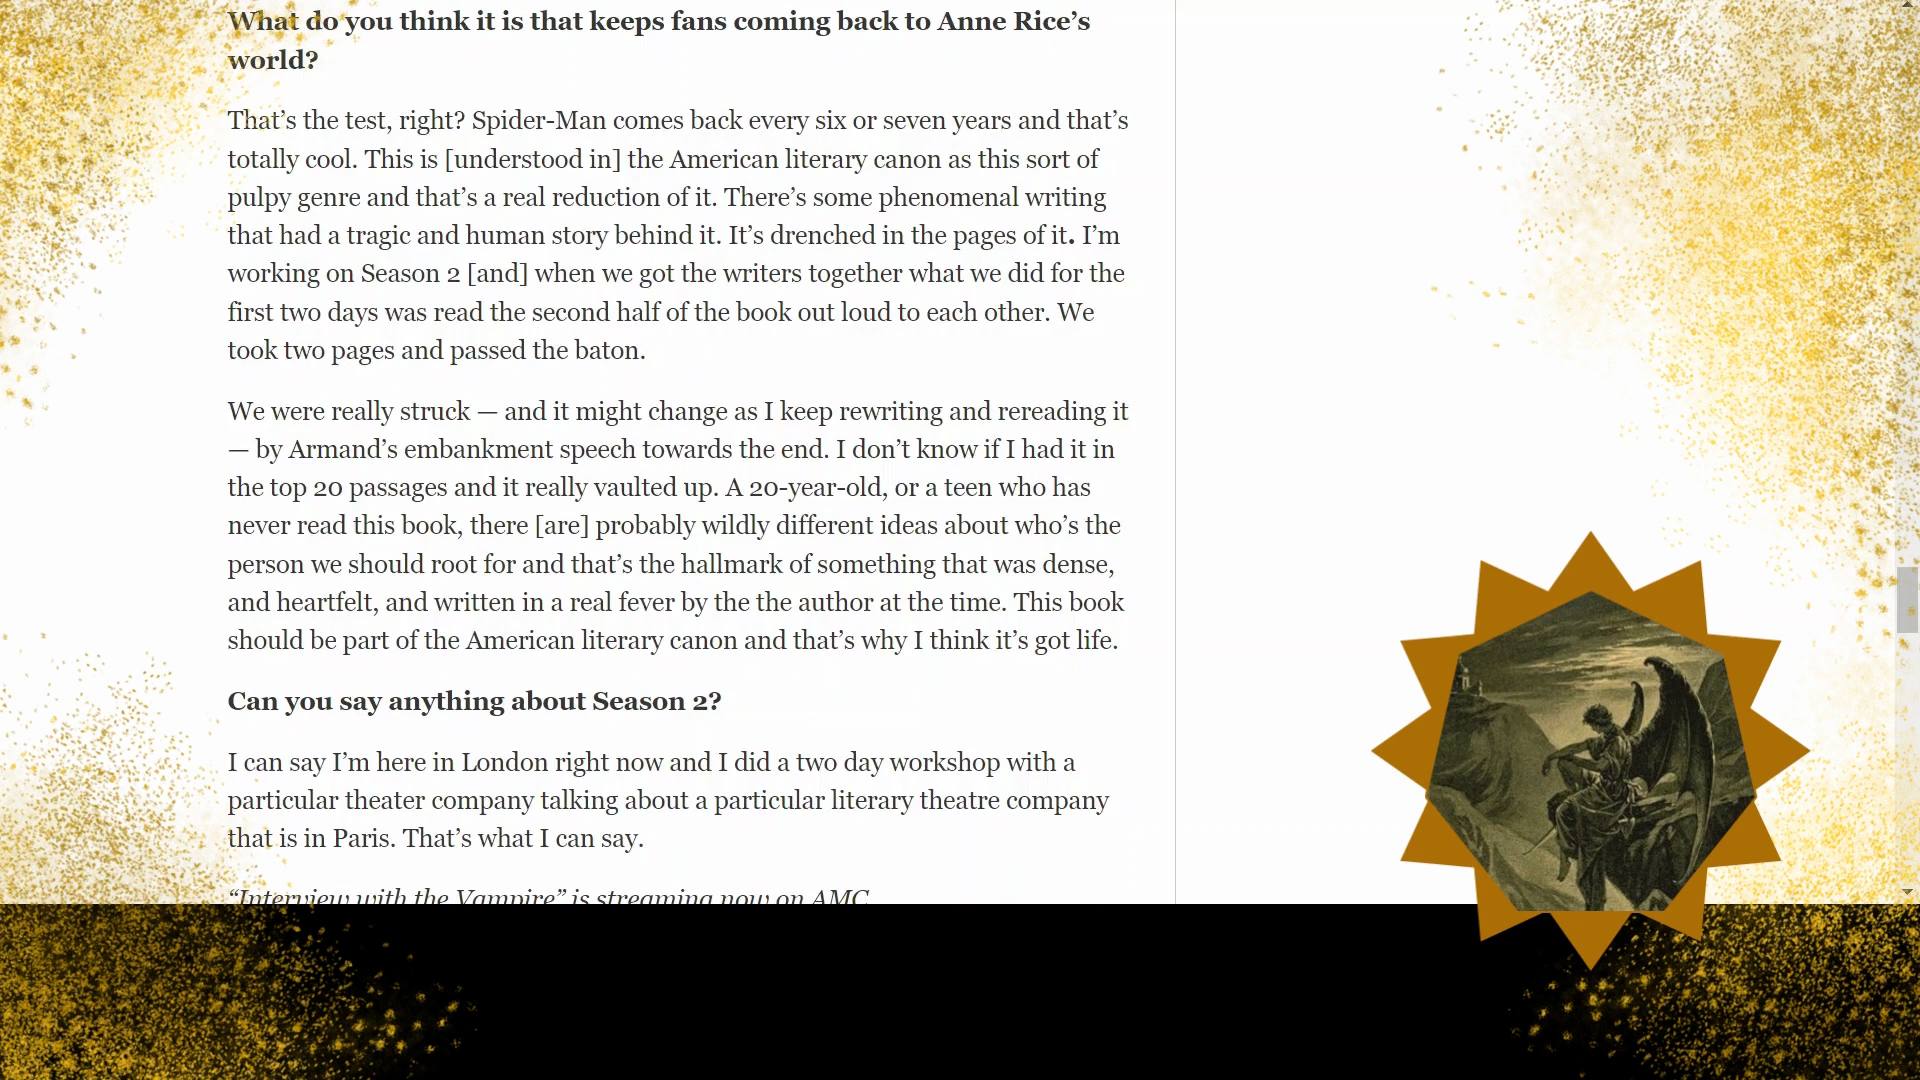 What do you think it is that keeps fans coming back to Anne Rice’s
world?
That’s the test, right? Spider-Man comes back every six or seven years and that’s
totally cool. This is [understood in] the American literary canon as this sort of
pulpy genre and that’s a real reduction of it. There’s some phenomenal writing
that had a tragic and human story behind it. It’s drenched in the pages of it. I’m
working on Season 2 [and] when we got the writers together what we did for the
first two days was read the second half of the book out loud to each other. We
took two pages and passed the baton.
We were really struck — and it might change as I keep rewriting and rereading it
— by Armand’s embankment speech towards the end. I don’t know if I had it in
the top 20 passages and it really vaulted up. A 20-year-old, or a teen who has
never read this book, there [are] probably wildly different ideas about who’s the
person we should root for and that’s the hallmark of something that was dense,
and heartfelt, and written in a real fever by the the author at the time. This book
should be part of the American literary canon and that’s why I think it’s got life.
Can you say anything about Season 2?
I can say I’m here in London right now and I did a two day workshop with a
particular theater company talking about a particular literary theatre company
that is in Paris. That’s what I can say.
“Interview with the Vampire” is streaming now on AMC